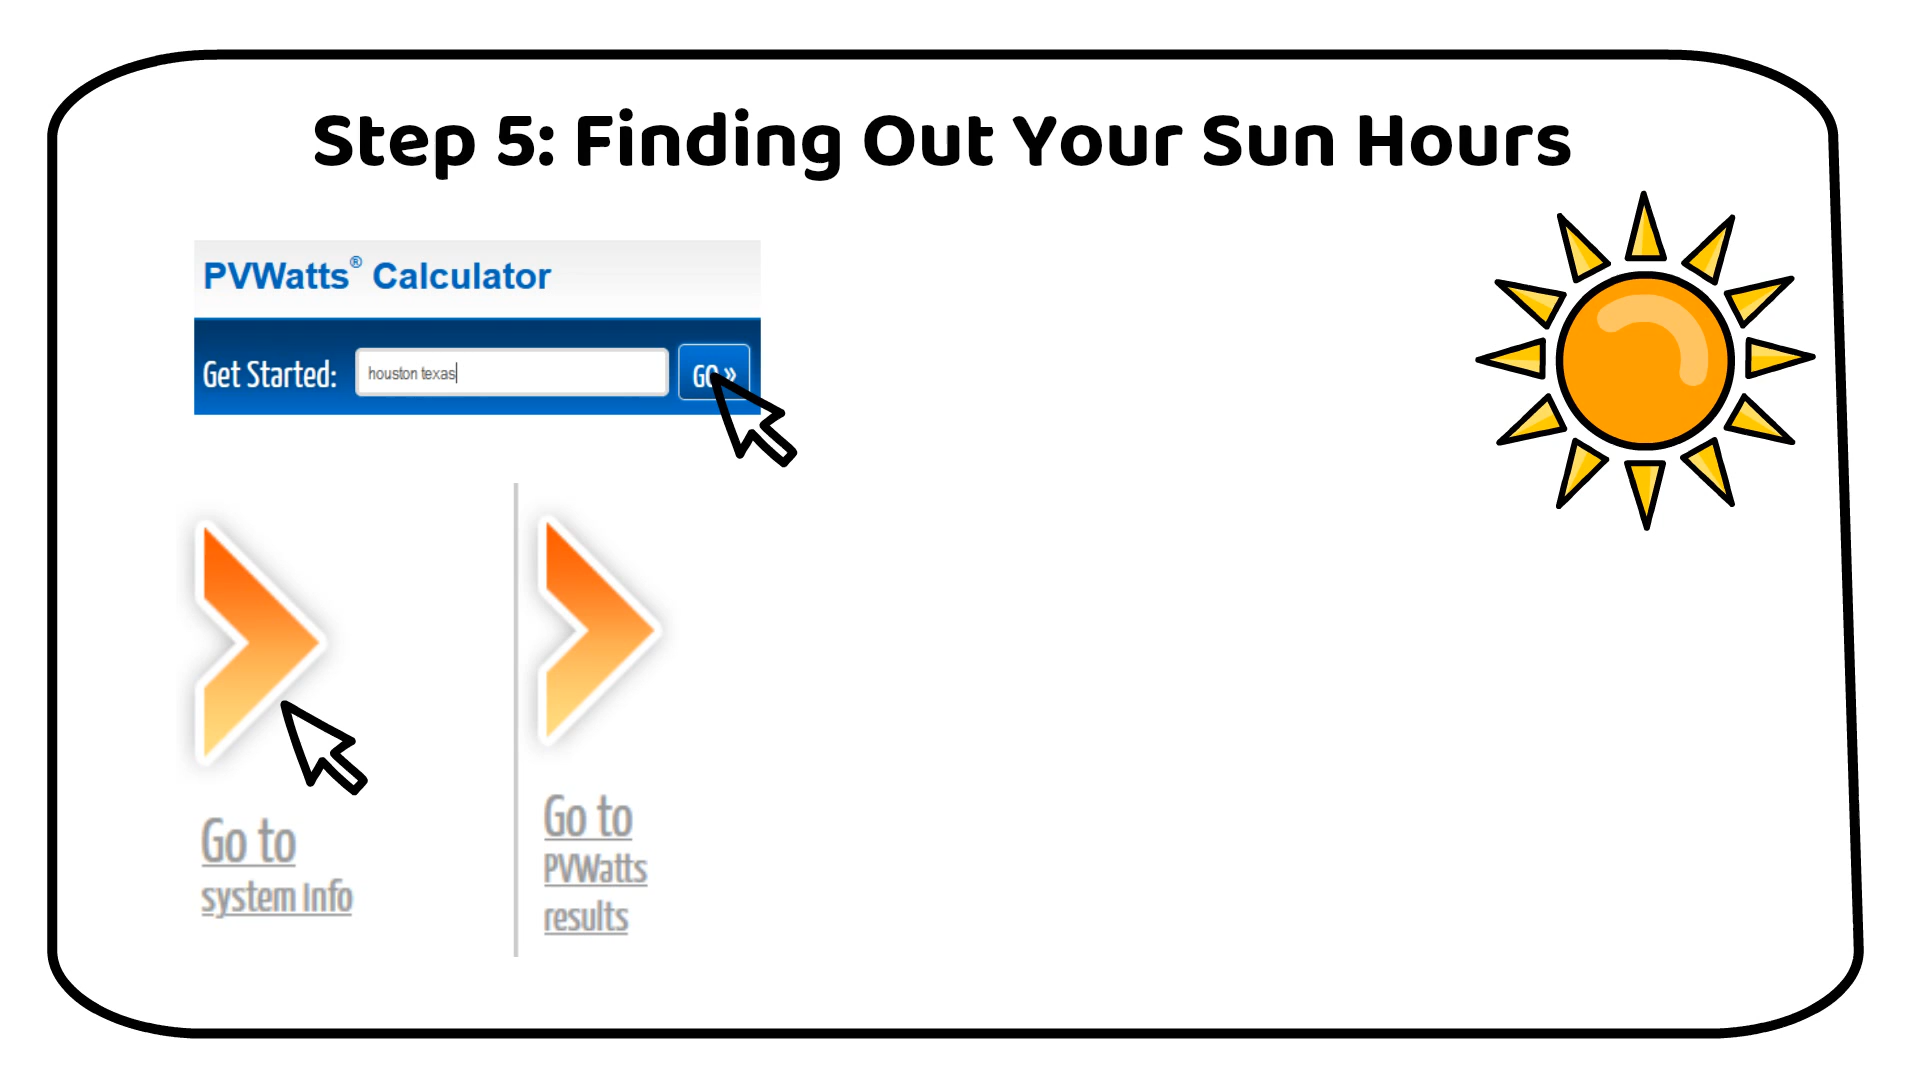 Step 5: Finding Out Your Sun Hours
PVWatts® Calculator
Get Started: houston texas GO »
Go to
system info
Go to
PVWatts
results